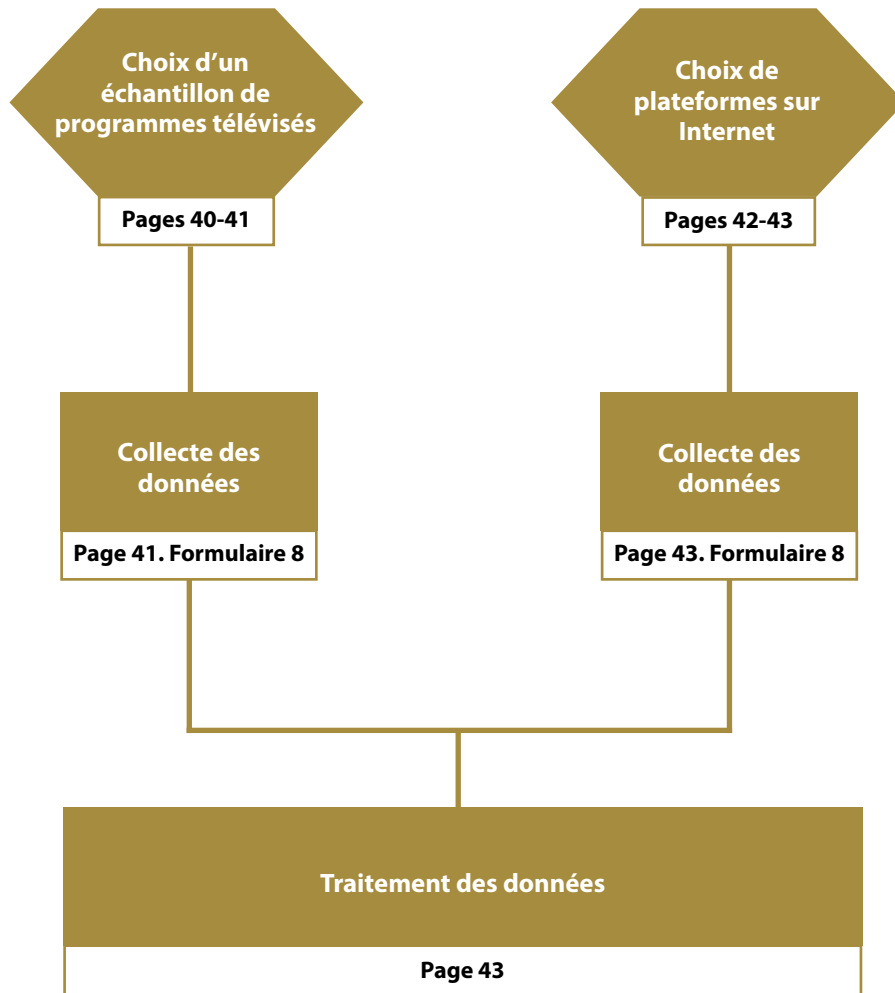 Choix d’un
échantillon de
programmes télévisés
Pages 40-41
Choix de
plateformes sur
Internet
Pages 42-43
Collecte des
données
Page 41. Formulaire 8
Collecte des
données
Page 43. Formulaire 8
Traitement des données
Page 43